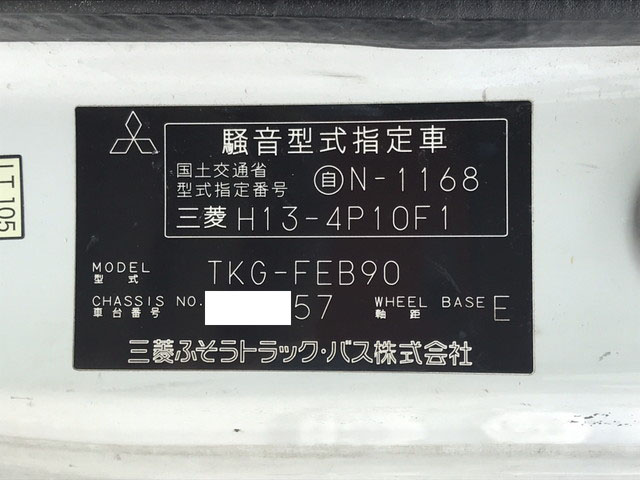 騒音型式指定車
国土交通省
型式指定番号 自 N-1168
三菱 H13-4P10F1
MODEL
型式 TKG-FEB90
CHASSIS NO. 57 WHEEL BASE E
車台番号 軸距
三菱ふそうトラック・バス株式会社
LT 105